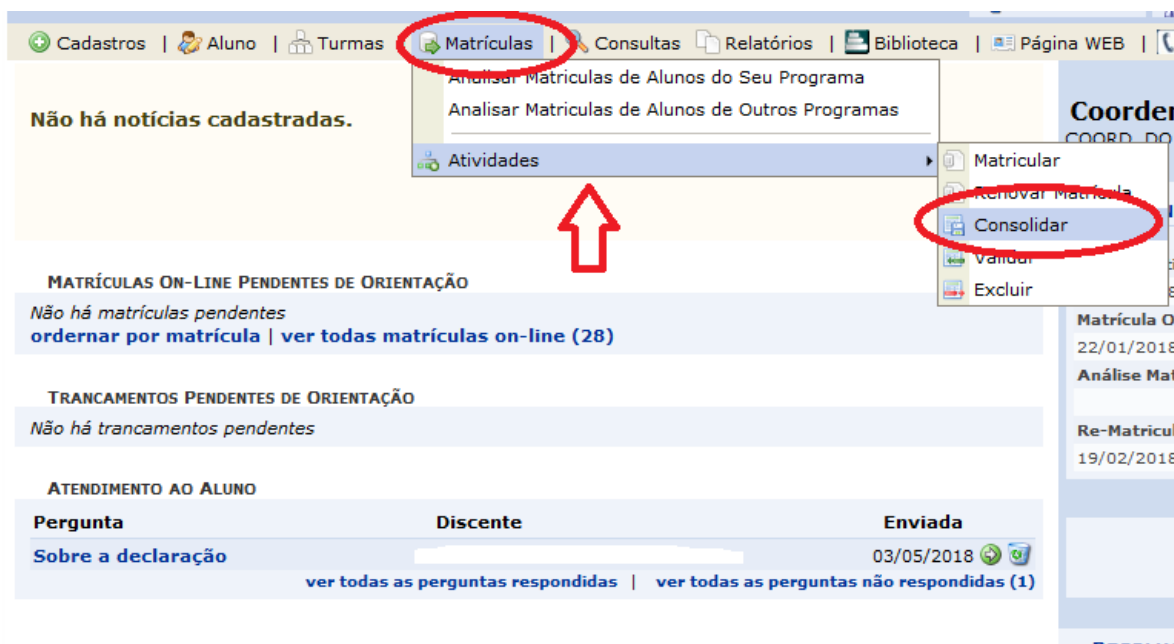 Cadastros | Aluno | Turmas | Matrículas | Consultas Relatórios | Biblioteca | Página WEB |
Analisar Matriculas de Alunos do Seu Programa
Analisar Matriculas de Alunos de Outros Programas
Atividades
Matricular
Renovar Matrícula
Consolidar
Validar
Excluir
Não há notícias cadastradas.
MATRÍCULAS ON-LINE PENDENTES DE ORIENTAÇÃO
Não há matrículas pendentes
ordernar por matrícula | ver todas matrículas on-line (28)
TRANCAMENTOS PENDENTES DE ORIENTAÇÃO
Não há trancamentos pendentes
ATENDIMENTO AO ALUNO
Pergunta Discente Enviada
Sobre a declaração 03/05/2018
ver todas as perguntas respondidas | ver todas as perguntas não respondidas (1)
Coorden
COORD. DO
Matrícula O
22/01/2018
Análise Mat
Re-Matricul
19/02/2018